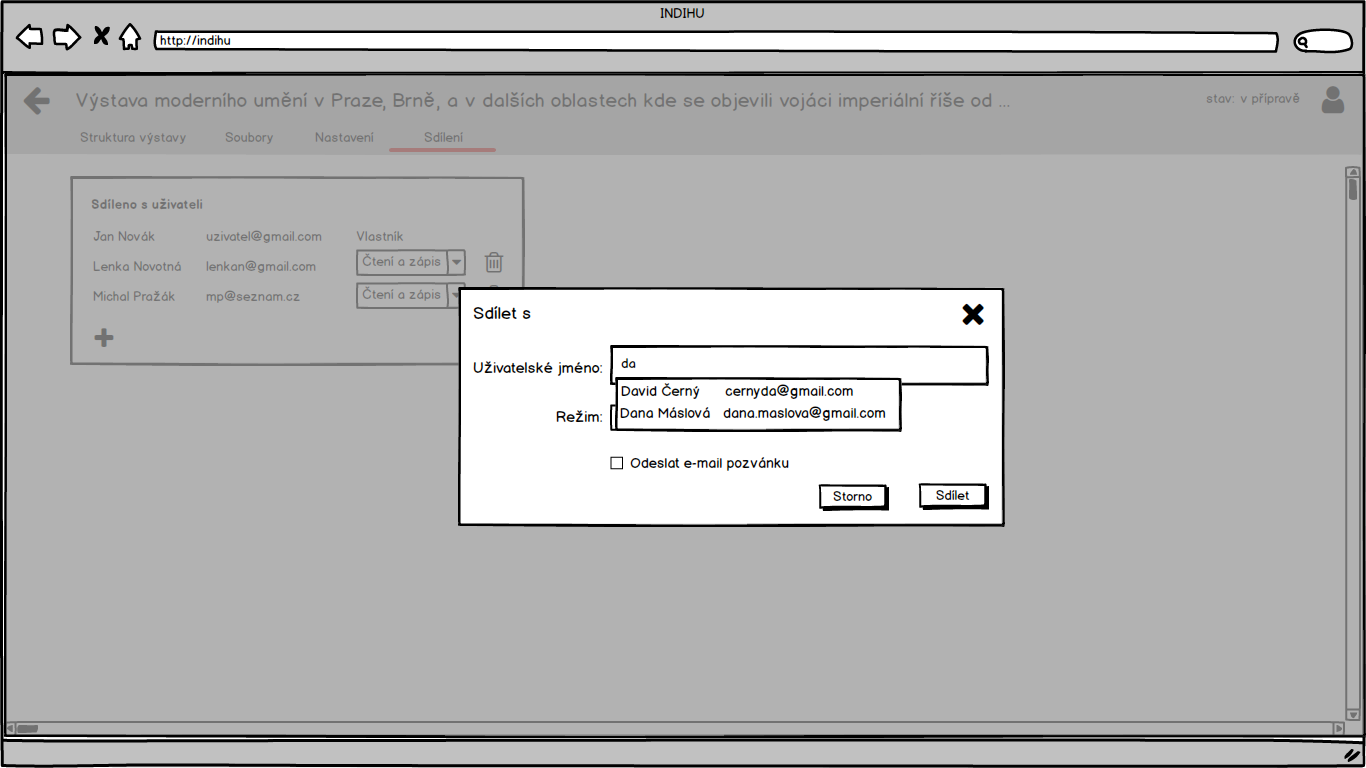 INDIHU
http://indihu
Výstava moderního umění v Praze, Brně, a v dalších oblastech kde se objevili vojáci imperiální říše od ...
stav: v přípravě
Struktura výstavy Soubory Nastavení Sdílení
Sdíleno s uživateli
Jan Novák uzivatel@gmail.com Vlastník
Lenka Novotná lenkan@gmail.com Čtení a zápis
Michal Pražák mp@seznam.cz Čtení a zápis
Sdílet s
Uživatelské jméno: da
David Černý cernyda@gmail.com
Dana Máslová dana.maslova@gmail.com
Režim:
Odeslat e-mail pozvánku
Storno Sdílet